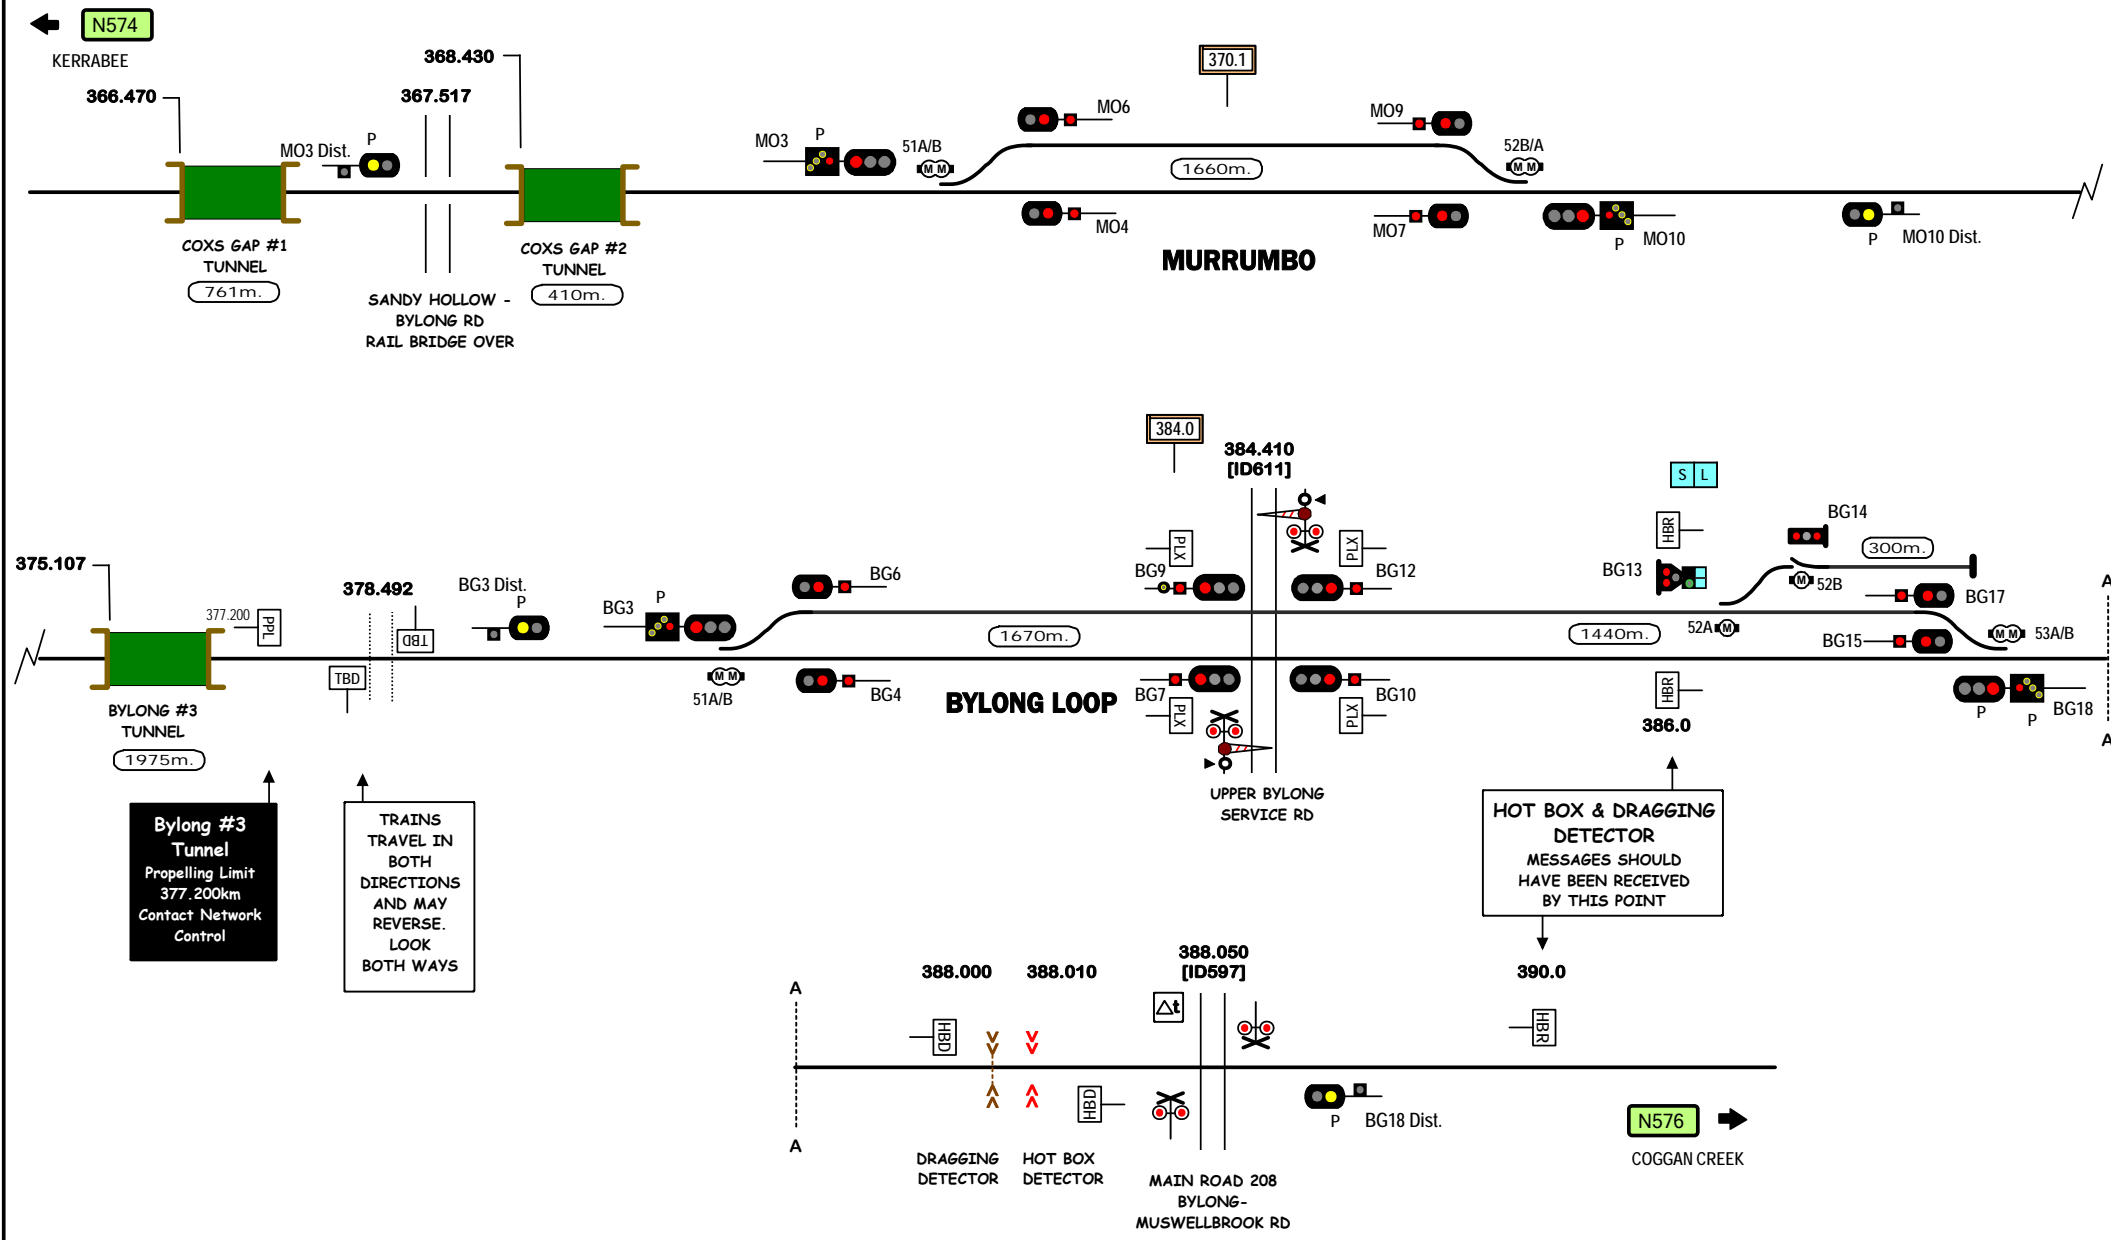 N574
KERRABEE
366.470
367.517
368.430
370.1
MO3 Dist.
P
MO3
P
51A/B
MO6
MO9
52B/A
1660m.
MO4
MO7
P
MO10
P
MO10 Dist.
COXS GAP #1
TUNNEL
761m.
SANDY HOLLOW -
BYLONG RD
RAIL BRIDGE OVER
COXS GAP #2
TUNNEL
410m.
MURRUMBO
384.0
384.410
[ID611]
S L
375.107
377.200
PPL
378.492
TBD
TBD
BG3 Dist.
P
BG3
P
51A/B
BG6
BG4
1670m.
BYLONG LOOP
PLX
BG9
PLX
BG12
BG7
PLX
BG10
PLX
HBR
BG13
BG14
300m.
M
52B
1440m.
52A
M
BG17
BG15
53A/B
HBR
386.0
P
P
BG18
A
A
BYLONG #3
TUNNEL
1975m.
UPPER BYLONG
SERVICE RD
Bylong #3
Tunnel
Propelling Limit
377.200km
Contact Network
Control
TRAINS
TRAVEL IN
BOTH
DIRECTIONS
AND MAY
REVERSE.
LOOK
BOTH WAYS
HOT BOX & DRAGGING
DETECTOR
MESSAGES SHOULD
HAVE BEEN RECEIVED
BY THIS POINT
A
A
388.000
388.010
388.050
[ID597]
390.0
HBD
HBD
Δt
HBR
P
BG18 Dist.
DRAGGING
DETECTOR
HOT BOX
DETECTOR
MAIN ROAD 208
BYLONG-
MUSWELLBROOK RD
N576
COGGAN CREEK